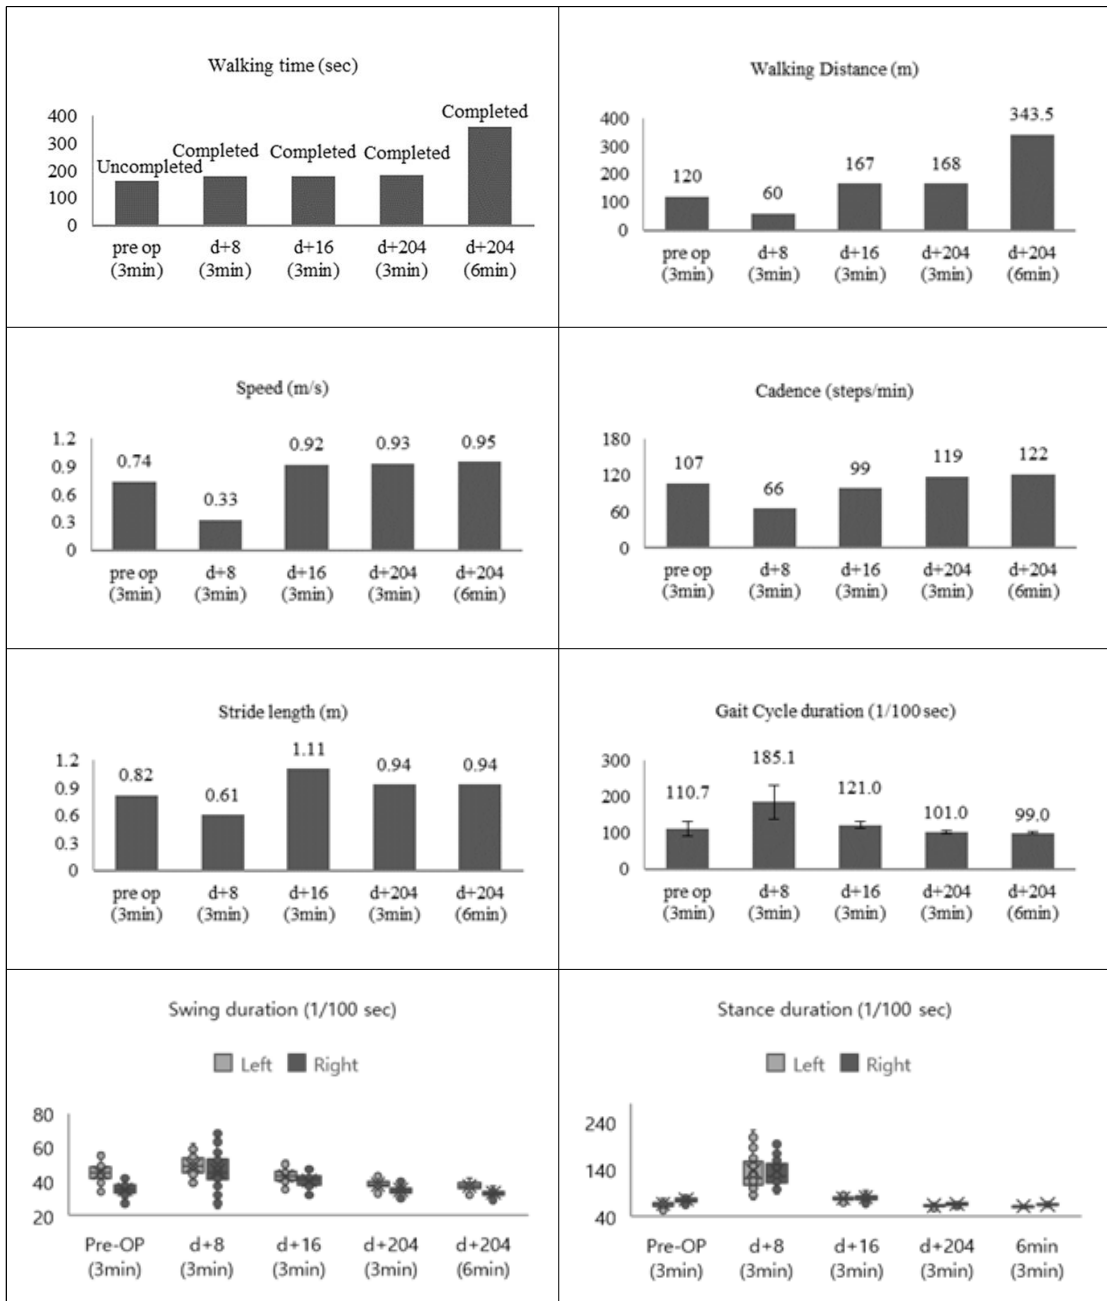 Walking time (sec)
400
300
200
100
0
Uncompleted
Completed
Completed
Completed
Completed
pre op d+8 d+16 d+204 d+204
(3min) (3min) (3min) (3min) (6min)
Walking Distance (m)
400
300
200
100
0
120
60
167
168
343.5
pre op d+8 d+16 d+204 d+204
(3min) (3min) (3min) (3min) (6min)
Speed (m/s)
1.2
0.9
0.6
0.3
0
0.74
0.33
0.92
0.93
0.95
pre op d+8 d+16 d+204 d+204
(3min) (3min) (3min) (3min) (6min)
Cadence (steps/min)
180
120
60
0
107
66
99
119
122
pre op d+8 d+16 d+204 d+204
(3min) (3min) (3min) (3min) (6min)
Stride length (m)
1.2
0.9
0.6
0.3
0
0.82
0.61
1.11
0.94
0.94
pre op d+8 d+16 d+204 d+204
(3min) (3min) (3min) (3min) (6min)
Gait Cycle duration (1/100 sec)
300
200
100
0
110.7
185.1
121.0
101.0
99.0
pre op d+8 d+16 d+204 d+204
(3min) (3min) (3min) (3min) (6min)
Swing duration (1/100 sec)
Left Right
80
60
40
20
Pre-OP d+8 d+16 d+204 d+204
(3min) (3min) (3min) (3min) (6min)
Stance duration (1/100 sec)
Left Right
240
140
40
Pre-OP d+8 d+16 d+204 6min
(3min) (3min) (3min) (3min) (3min)